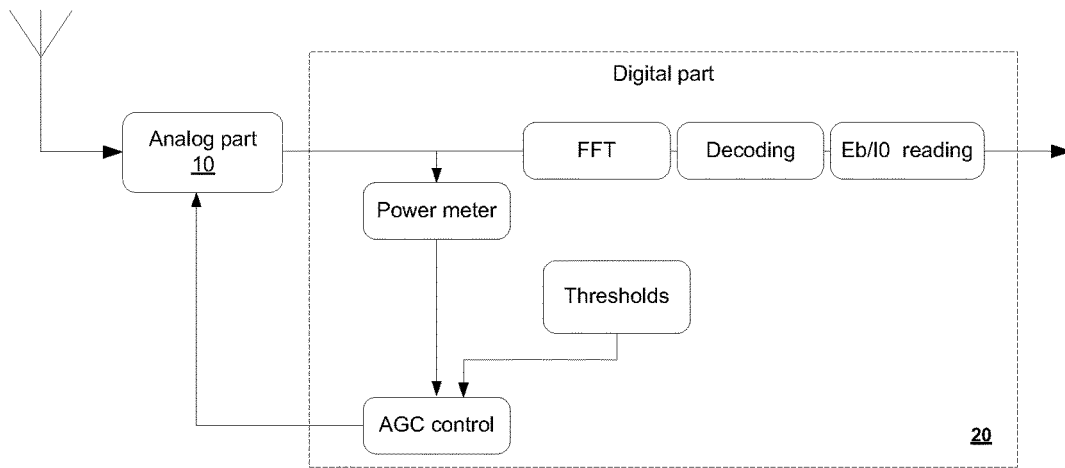 Digital part
Analog part
10
FFT
Decoding
Eb/I0 reading
Power meter
Thresholds
AGC control
20